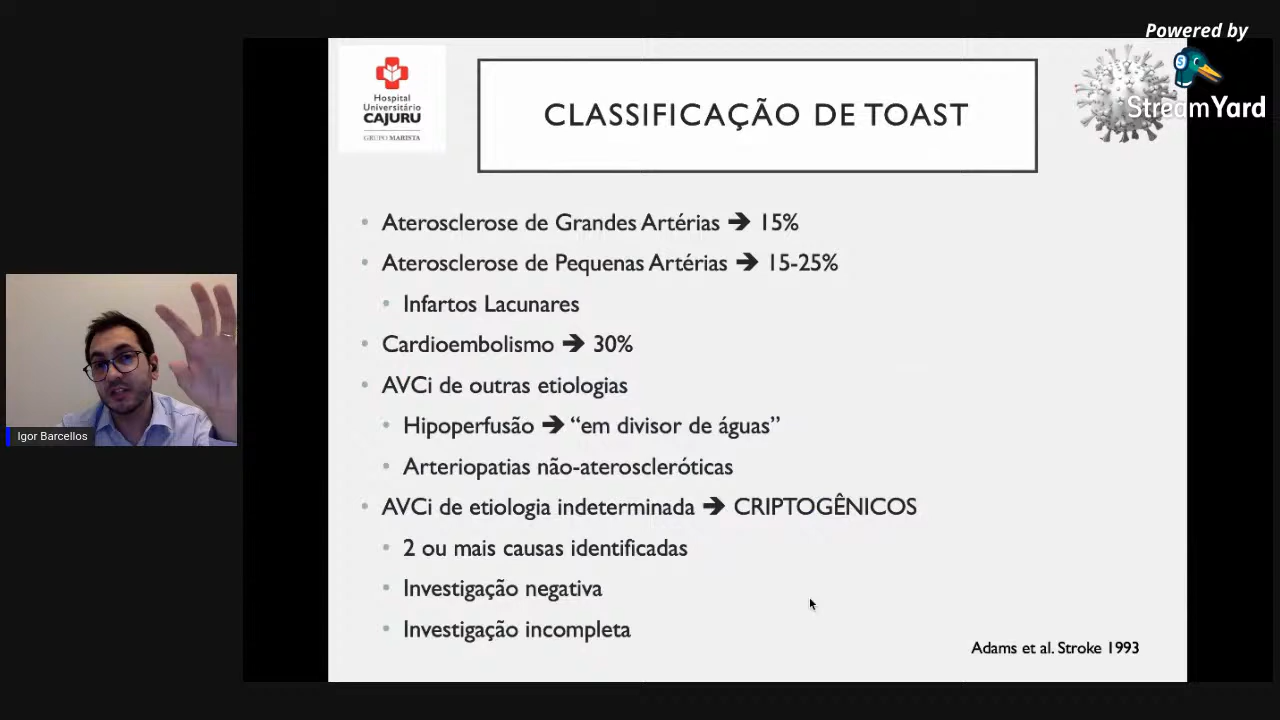 Powered by
StreamYard
Hospital
Universitário
CAJURU
GRUPO MARISTA
CLASSIFICAÇÃO DE TOAST
• Aterosclerose de Grandes Artérias ➔ 15%
• Aterosclerose de Pequenas Artérias ➔ 15-25%
• Infartos Lacunares
• Cardioembolismo ➔ 30%
• AVCi de outras etiologias
• Hipoperfusão ➔ “em divisor de águas”
• Arteriopatias não-ateroscleróticas
• AVCi de etiologia indeterminada ➔ CRIPTOGÊNICOS
• 2 ou mais causas identificadas
• Investigação negativa
• Investigação incompleta
Adams et al. Stroke 1993
Igor Barcellos